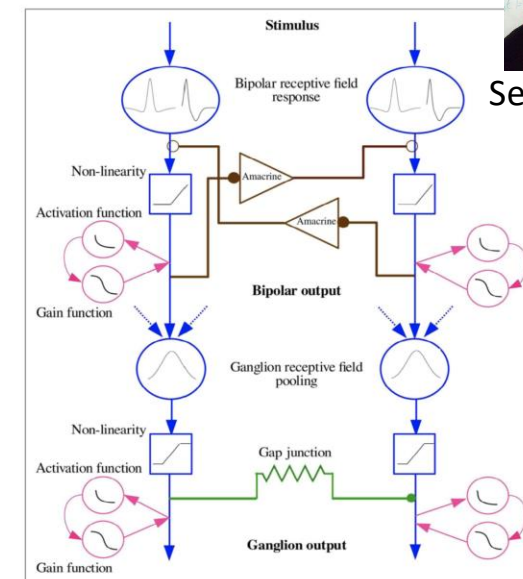 Stimulus
Bipolar receptive field
response
Se
Non-linearity
Amacrine
Activation function
Amacrine
Gain function
Bipolar output
Ganglion receptive field
pooling
Non-linearity
Gap junction
Activation function
Gain function
Ganglion output